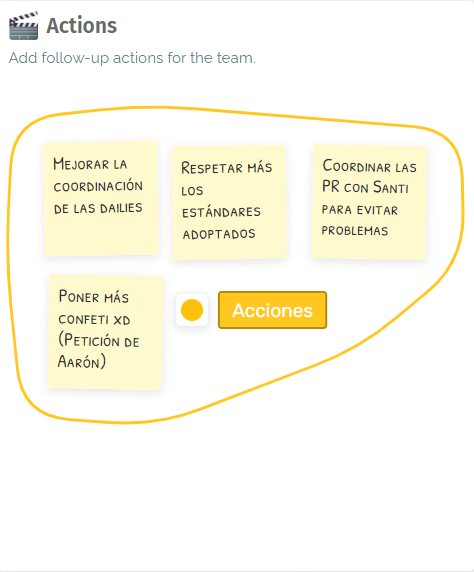 Actions
Add follow-up actions for the team.
Mejorar la
coordinación
de las dailies
Respetar más
los
estándares
adoptados
Coordinar las
PR con Santi
para evitar
problemas
Poner más
confeti xd
(Petición de
Aarón)
Acciones